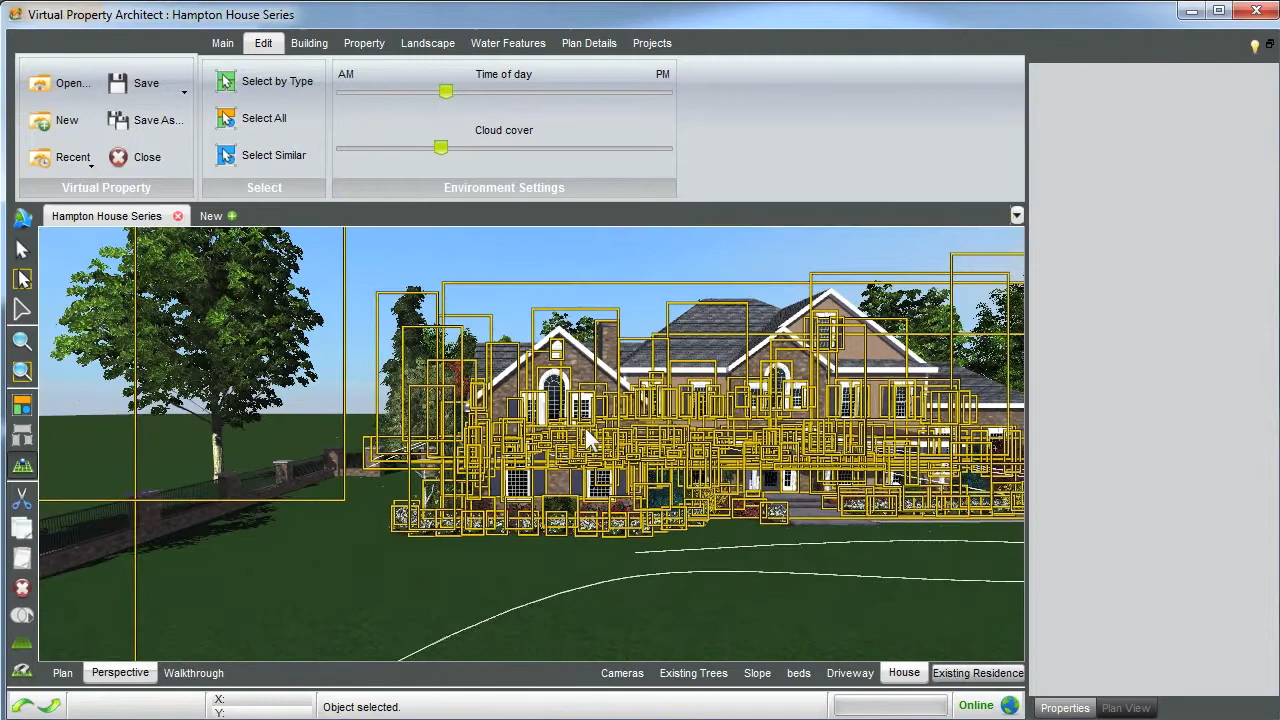 Virtual Property Architect : Hampton House Series
Main Edit Building Property Landscape Water Features Plan Details Projects
Open... Save
New Save As...
Recent Close
Virtual Property
Select by Type
Select All
Select Similar
Select
AM Time of day PM
Cloud cover
Environment Settings
Hampton House Series New
Plan Perspective Walkthrough Cameras Existing Trees Slope beds Driveway House Existing Residence
X:
Y:
Object selected.
Online
Properties Plan View